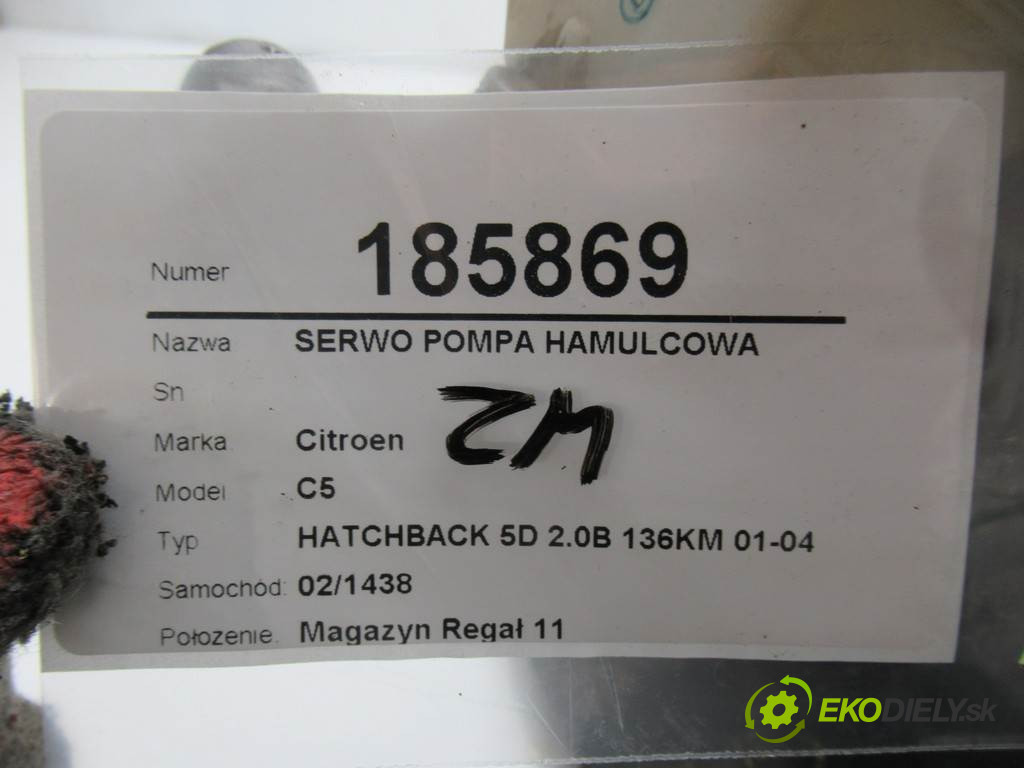 Numer 185869
Nazwa SERWO POMPA HAMULCOWA
Sn
Marka Citroen
Model C5
Typ HATCHBACK 5D 2.0B 136KM 01-04
Samochód: 02/1438
Położenie: Magazyn Regał 11
EKODIELY.sk